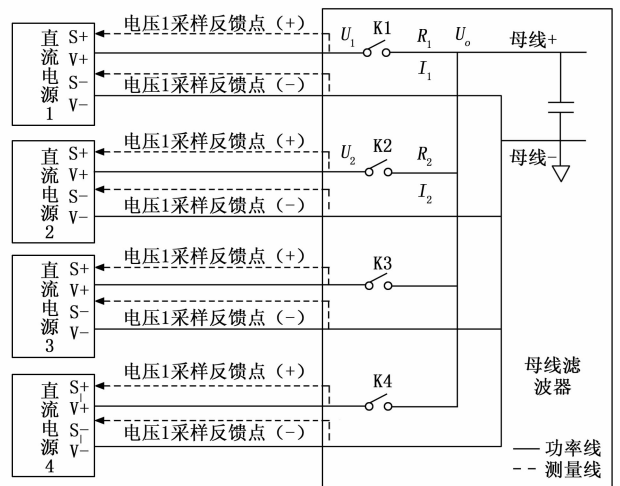 直流电源1
S+
V+
S−
V−
电压1采样反馈点（+）
电压1采样反馈点（−）
U1
K1
R1
I1
Uo
母线+
母线−
直流电源2
S+
V+
S−
V−
电压1采样反馈点（+）
电压1采样反馈点（−）
U2
K2
R2
I2
直流电源3
S+
V+
S−
V−
电压1采样反馈点（+）
电压1采样反馈点（−）
K3
直流电源4
S+
V+
S−
V−
电压1采样反馈点（+）
电压1采样反馈点（−）
K4
母线滤
波器
功率线
测量线